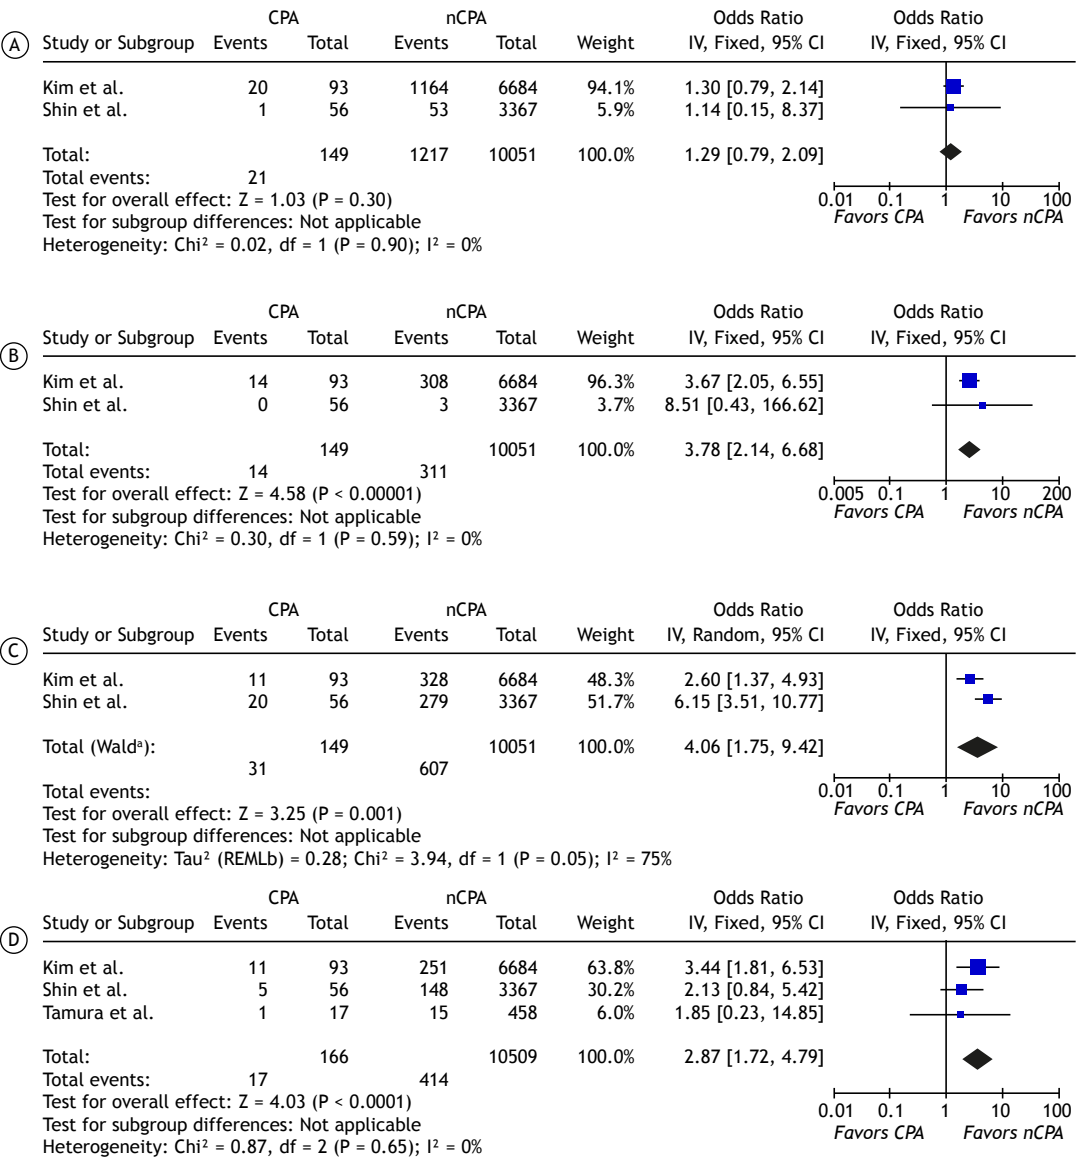 CPA nCPA Odds Ratio Odds Ratio
A Study or Subgroup Events Total Events Total Weight IV, Fixed, 95% CI IV, Fixed, 95% CI
Kim et al. 20 93 1164 6684 94.1% 1.30 [0.79, 2.14]
Shin et al. 1 56 53 3367 5.9% 1.14 [0.15, 8.37]
Total: 149 1217 10051 100.0% 1.29 [0.79, 2.09]
Total events: 21
Test for overall effect: Z = 1.03 (P = 0.30)
0.01 0.1 1 10 100
Test for subgroup differences: Not applicable
Favors CPA Favors nCPA
Heterogeneity: Chi² = 0.02, df = 1 (P = 0.90); I² = 0%
CPA nCPA Odds Ratio Odds Ratio
B Study or Subgroup Events Total Events Total Weight IV, Fixed, 95% CI IV, Fixed, 95% CI
Kim et al. 14 93 308 6684 96.3% 3.67 [2.05, 6.55]
Shin et al. 0 56 3 3367 3.7% 8.51 [0.43, 166.62]
Total: 149 10051 100.0% 3.78 [2.14, 6.68]
Total events: 14 311
Test for overall effect: Z = 4.58 (P < 0.00001)
0.005 0.1 1 10 200
Test for subgroup differences: Not applicable
Favors CPA Favors nCPA
Heterogeneity: Chi² = 0.30, df = 1 (P = 0.59); I² = 0%
CPA nCPA Odds Ratio Odds Ratio
C Study or Subgroup Events Total Events Total Weight IV, Random, 95% CI IV, Fixed, 95% CI
Kim et al. 11 93 328 6684 48.3% 2.60 [1.37, 4.93]
Shin et al. 20 56 279 3367 51.7% 6.15 [3.51, 10.77]
Total (Waldª): 149 10051 100.0% 4.06 [1.75, 9.42]
31 607
Total events:
0.01 0.1 1 10 100
Test for overall effect: Z = 3.25 (P = 0.001)
Favors CPA Favors nCPA
Test for subgroup differences: Not applicable
Heterogeneity: Tau² (REMLb) = 0.28; Chi² = 3.94, df = 1 (P = 0.05); I² = 75%
CPA nCPA Odds Ratio Odds Ratio
D Study or Subgroup Events Total Events Total Weight IV, Fixed, 95% CI IV, Fixed, 95% CI
Kim et al. 11 93 251 6684 63.8% 3.44 [1.81, 6.53]
Shin et al. 5 56 148 3367 30.2% 2.13 [0.84, 5.42]
Tamura et al. 1 17 15 458 6.0% 1.85 [0.23, 14.85]
Total: 166 10509 100.0% 2.87 [1.72, 4.79]
Total events: 17 414
Test for overall effect: Z = 4.03 (P < 0.0001)
0.01 0.1 1 10 100
Test for subgroup differences: Not applicable
Favors CPA Favors nCPA
Heterogeneity: Chi² = 0.87, df = 2 (P = 0.65); I² = 0%